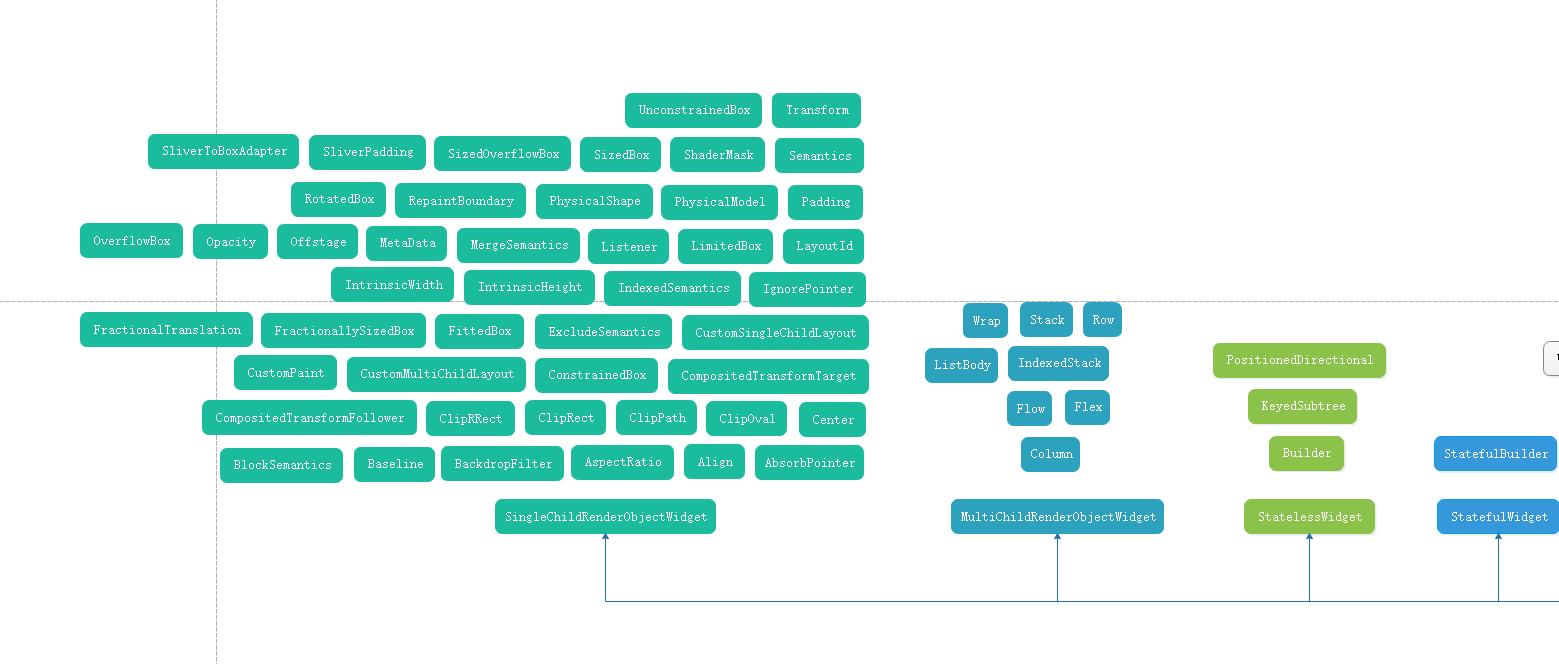 UnconstrainedBox Transform
SliverToBoxAdapter SliverPadding SizedOverflowBox SizedBox ShaderMask Semantics
RotatedBox RepaintBoundary PhysicalShape PhysicalModel Padding
OverflowBox Opacity Offstage MetaData MergeSemantics Listener LimitedBox LayoutId
IntrinsicWidth IntrinsicHeight IndexedSemantics IgnorePointer
FractionalTranslation FractionallySizedBox FittedBox ExcludeSemantics CustomSingleChildLayout
CustomPaint CustomMultiChildLayout ConstrainedBox CompositedTransformTarget
CompositedTransformFollower ClipRRect ClipRect ClipPath ClipOval Center
BlockSemantics Baseline BackdropFilter AspectRatio Align AbsorbPointer
SingleChildRenderObjectWidget
Wrap Stack Row
ListBody IndexedStack
Flow Flex
Column
MultiChildRenderObjectWidget
PositionedDirectional
KeyedSubtree
Builder
StatelessWidget
StatefulBuilder
StatefulWidget